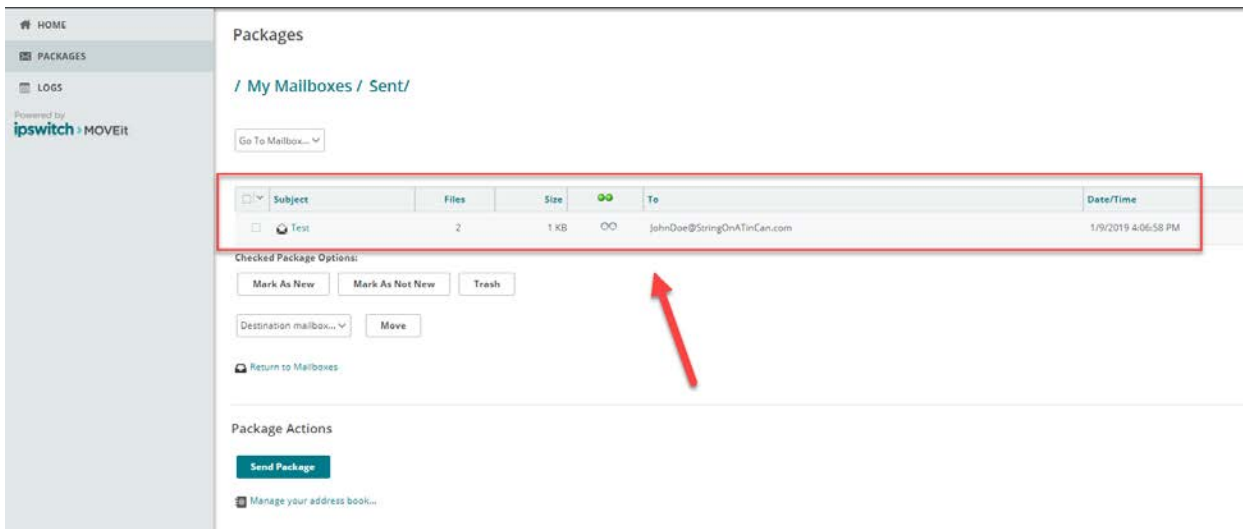 HOME
PACKAGES
LOGS
Powered by
ipswitch MOVEit
Packages
/ My Mailboxes / Sent/
Go To Mailbox...
Subject Files Size To Date/Time
Test 2 1 KB JohnDoe@StringOnATinCan.com 1/9/2019 4:06:58 PM
Checked Package Options:
Mark As New Mark As Not New Trash
Destination mailbox... Move
Return to Mailboxes
Package Actions
Send Package
Manage your address book...